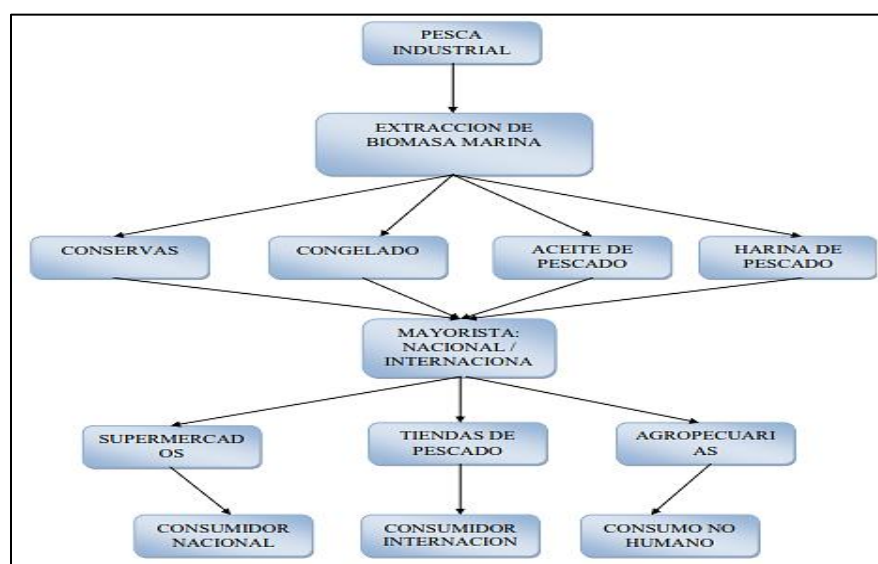 PESCA
INDUSTRIAL
EXTRACCION DE
BIOMASA MARINA
CONSERVAS
CONGELADO
ACEITE DE
PESCADO
HARINA DE
PESCADO
MAYORISTA:
NACIONAL /
INTERNACIONA
SUPERMERCAD
OS
TIENDAS DE
PESCADO
AGROPECUARI
AS
CONSUMIDOR
NACIONAL
CONSUMIDOR
INTERNACION
CONSUMO NO
HUMANO